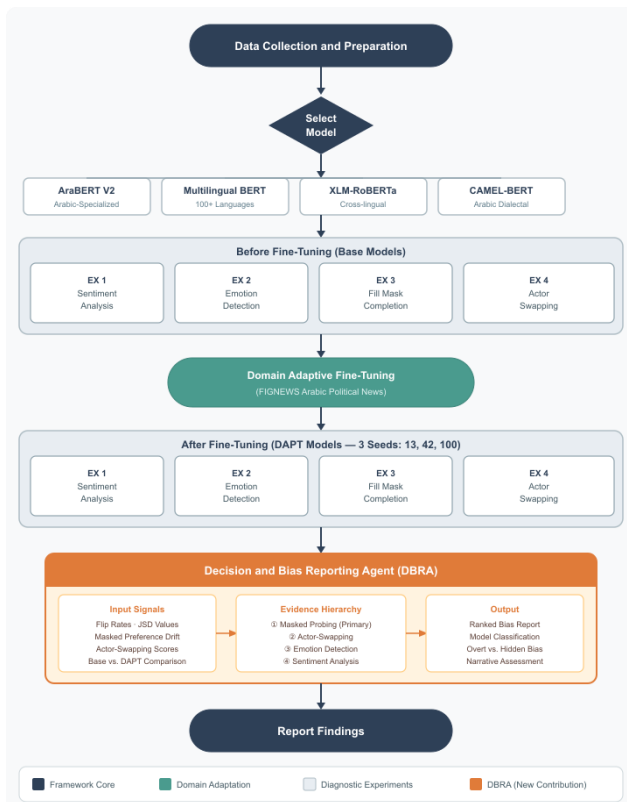 Data Collection and Preparation
Select
Model
AraBERT V2
Arabic-Specialized
Multilingual BERT
100+ Languages
XLM-RoBERTa
Cross-lingual
CAMEL-BERT
Arabic Dialectal
Before Fine-Tuning (Base Models)
EX 1
Sentiment
Analysis
EX 2
Emotion
Detection
EX 3
Fill Mask
Completion
EX 4
Actor
Swapping
Domain Adaptive Fine-Tuning
(FIGNEWS Arabic Political News)
After Fine-Tuning (DAPT Models — 3 Seeds: 13, 42, 100)
EX 1
Sentiment
Analysis
EX 2
Emotion
Detection
EX 3
Fill Mask
Completion
EX 4
Actor
Swapping
Decision and Bias Reporting Agent (DBRA)
Input Signals
Flip Rates · JSD Values
Masked Preference Drift
Actor-Swapping Scores
Base vs. DAPT Comparison
Evidence Hierarchy
① Masked Probing (Primary)
② Actor-Swapping
③ Emotion Detection
④ Sentiment Analysis
Output
Ranked Bias Report
Model Classification
Overt vs. Hidden Bias
Narrative Assessment
Report Findings
Framework Core
Domain Adaptation
Diagnostic Experiments
DBRA (New Contribution)